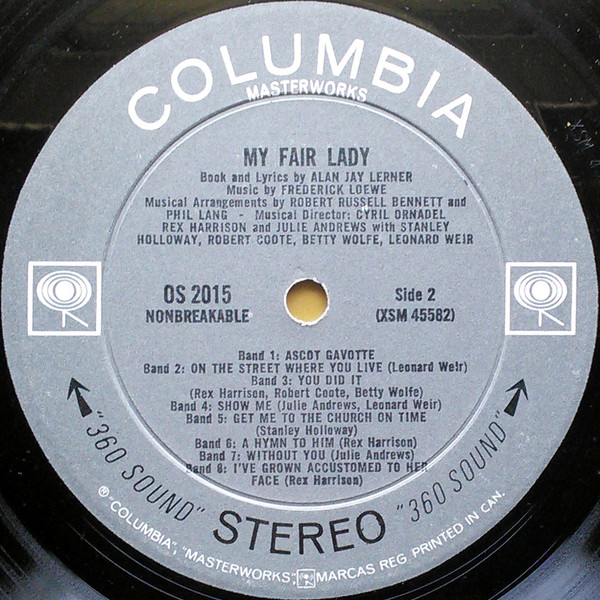 COLUMBIA
MASTERWORKS
MY FAIR LADY
Book and Lyrics by ALAN JAY LERNER
Music by FREDERICK LOEWE
Musical Arrangements by ROBERT RUSSELL BENNETT and
PHIL LANG - Musical Director: CYRIL ORNADEL
REX HARRISON and JULIE ANDREWS with STANLEY
HOLLOWAY, ROBERT COOTE, BETTY WOLFE, LEONARD WEIR
OS 2015
NONBREAKABLE
Side 2
(XSM 45582)
Band 1: ASCOT GAVOTTE
Band 2: ON THE STREET WHERE YOU LIVE (Leonard Weir)
Band 3: YOU DID IT
(Rex Harrison, Robert Coote, Betty Wolfe)
Band 4: SHOW ME (Julie Andrews, Leonard Weir)
Band 5: GET ME TO THE CHURCH ON TIME
(Stanley Holloway)
Band 6: A HYMN TO HIM (Rex Harrison)
Band 7: WITHOUT YOU (Julie Andrews)
Band 8: I'VE GROWN ACCUSTOMED TO HER
FACE (Rex Harrison)
"360 SOUND" STEREO "360 SOUND"
® "COLUMBIA", "MASTERWORKS", MARCAS REG. PRINTED IN CAN.
XSM